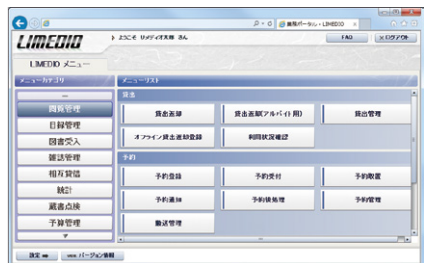 業務ポータル - LIMEDIO
LIMEDIO
ようこそ リメディオ太郎 さん
FAQ
×ログアウト
LIMEDIO メニュー
メニューカテゴリ
メニューリスト
閲覧管理
目録管理
図書受入
雑誌管理
相互貸借
統計
蔵書点検
予算管理
貸出
貸出返却
貸出返却(アルバイト用)
貸出管理
オフライン貸出返却登録
利用状況確認
予約
予約登録
予約受付
予約取置
予約通知
予約後処理
予約管理
搬送管理
設定
バージョン情報